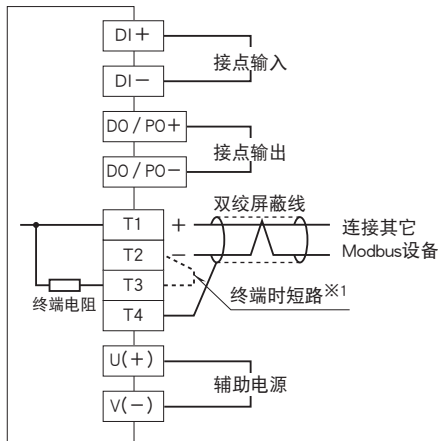 DI+
接点输入
DI−
DO / PO+
接点输出
DO / PO−
双绞屏蔽线
T1
+
连接其它
T2
−
Modbus设备
T3
终端电阻
终端时短路※1
T4
U(+)
辅助电源
V(−)